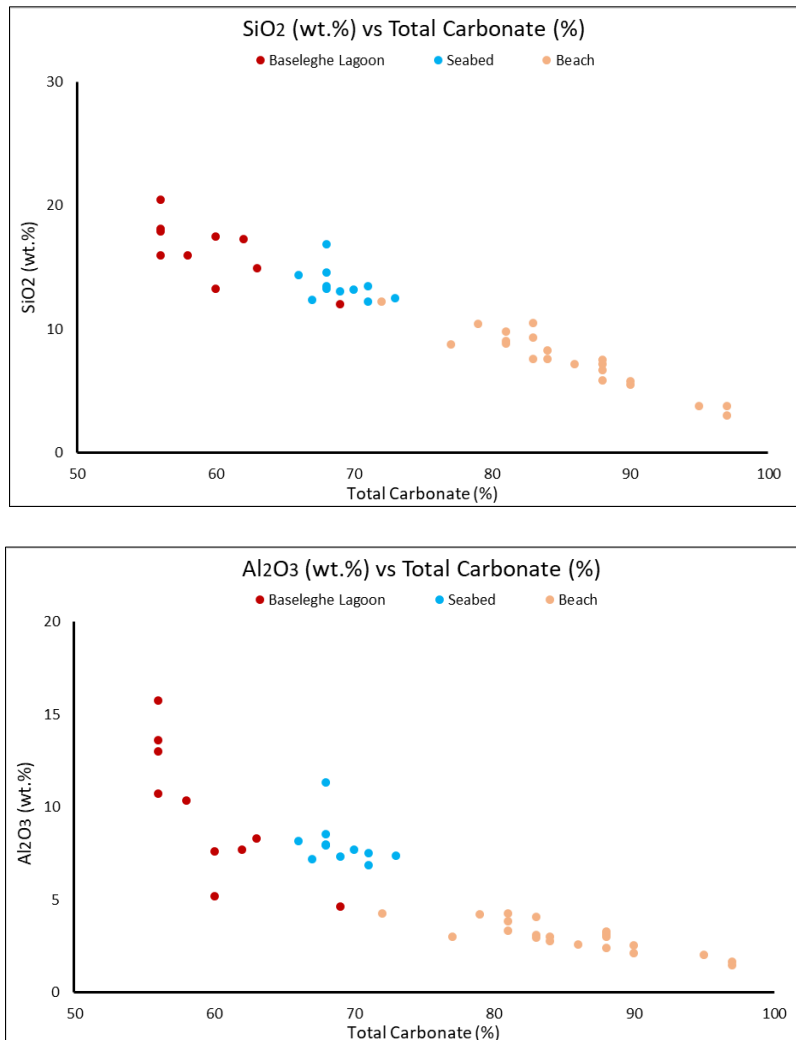 SiO2 (wt.%) vs Total Carbonate (%)
Baseleghe Lagoon Seabed Beach
30
20
10
0
SiO2 (wt.%)
50 60 70 80 90 100
Total Carbonate (%)
Al2O3 (wt.%) vs Total Carbonate (%)
Baseleghe Lagoon Seabed Beach
20
15
10
5
0
Al2O3 (wt.%)
50 60 70 80 90 100
Total Carbonate (%)